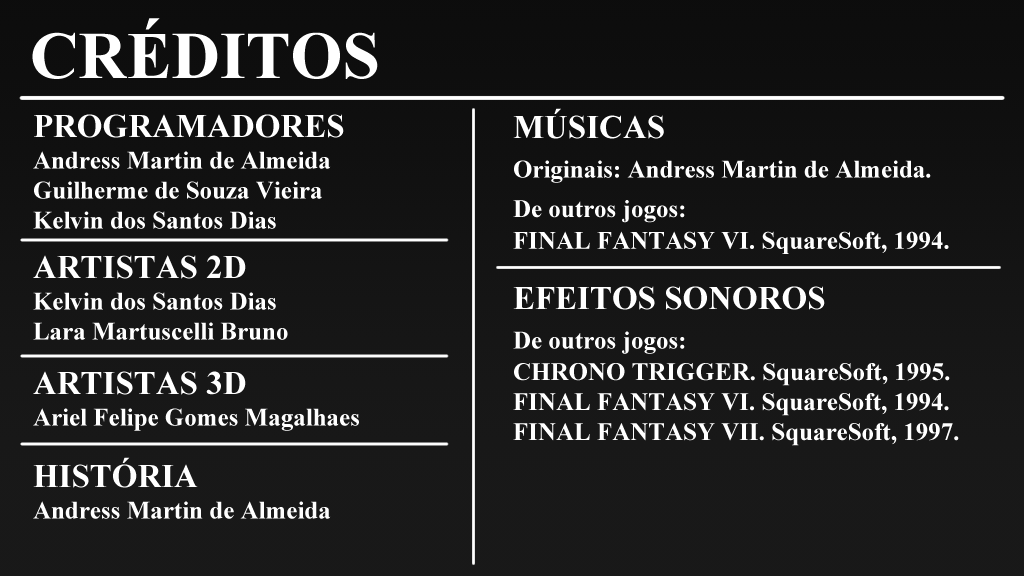 CRÉDITOS
PROGRAMADORES
Andress Martin de Almeida
Guilherme de Souza Vieira
Kelvin dos Santos Dias
ARTISTAS 2D
Kelvin dos Santos Dias
Lara Martuscelli Bruno
ARTISTAS 3D
Ariel Felipe Gomes Magalhaes
HISTÓRIA
Andress Martin de Almeida
MÚSICAS
Originais: Andress Martin de Almeida.
De outros jogos:
FINAL FANTASY VI. SquareSoft, 1994.
EFEITOS SONOROS
De outros jogos:
CHRONO TRIGGER. SquareSoft, 1995.
FINAL FANTASY VI. SquareSoft, 1994.
FINAL FANTASY VII. SquareSoft, 1997.